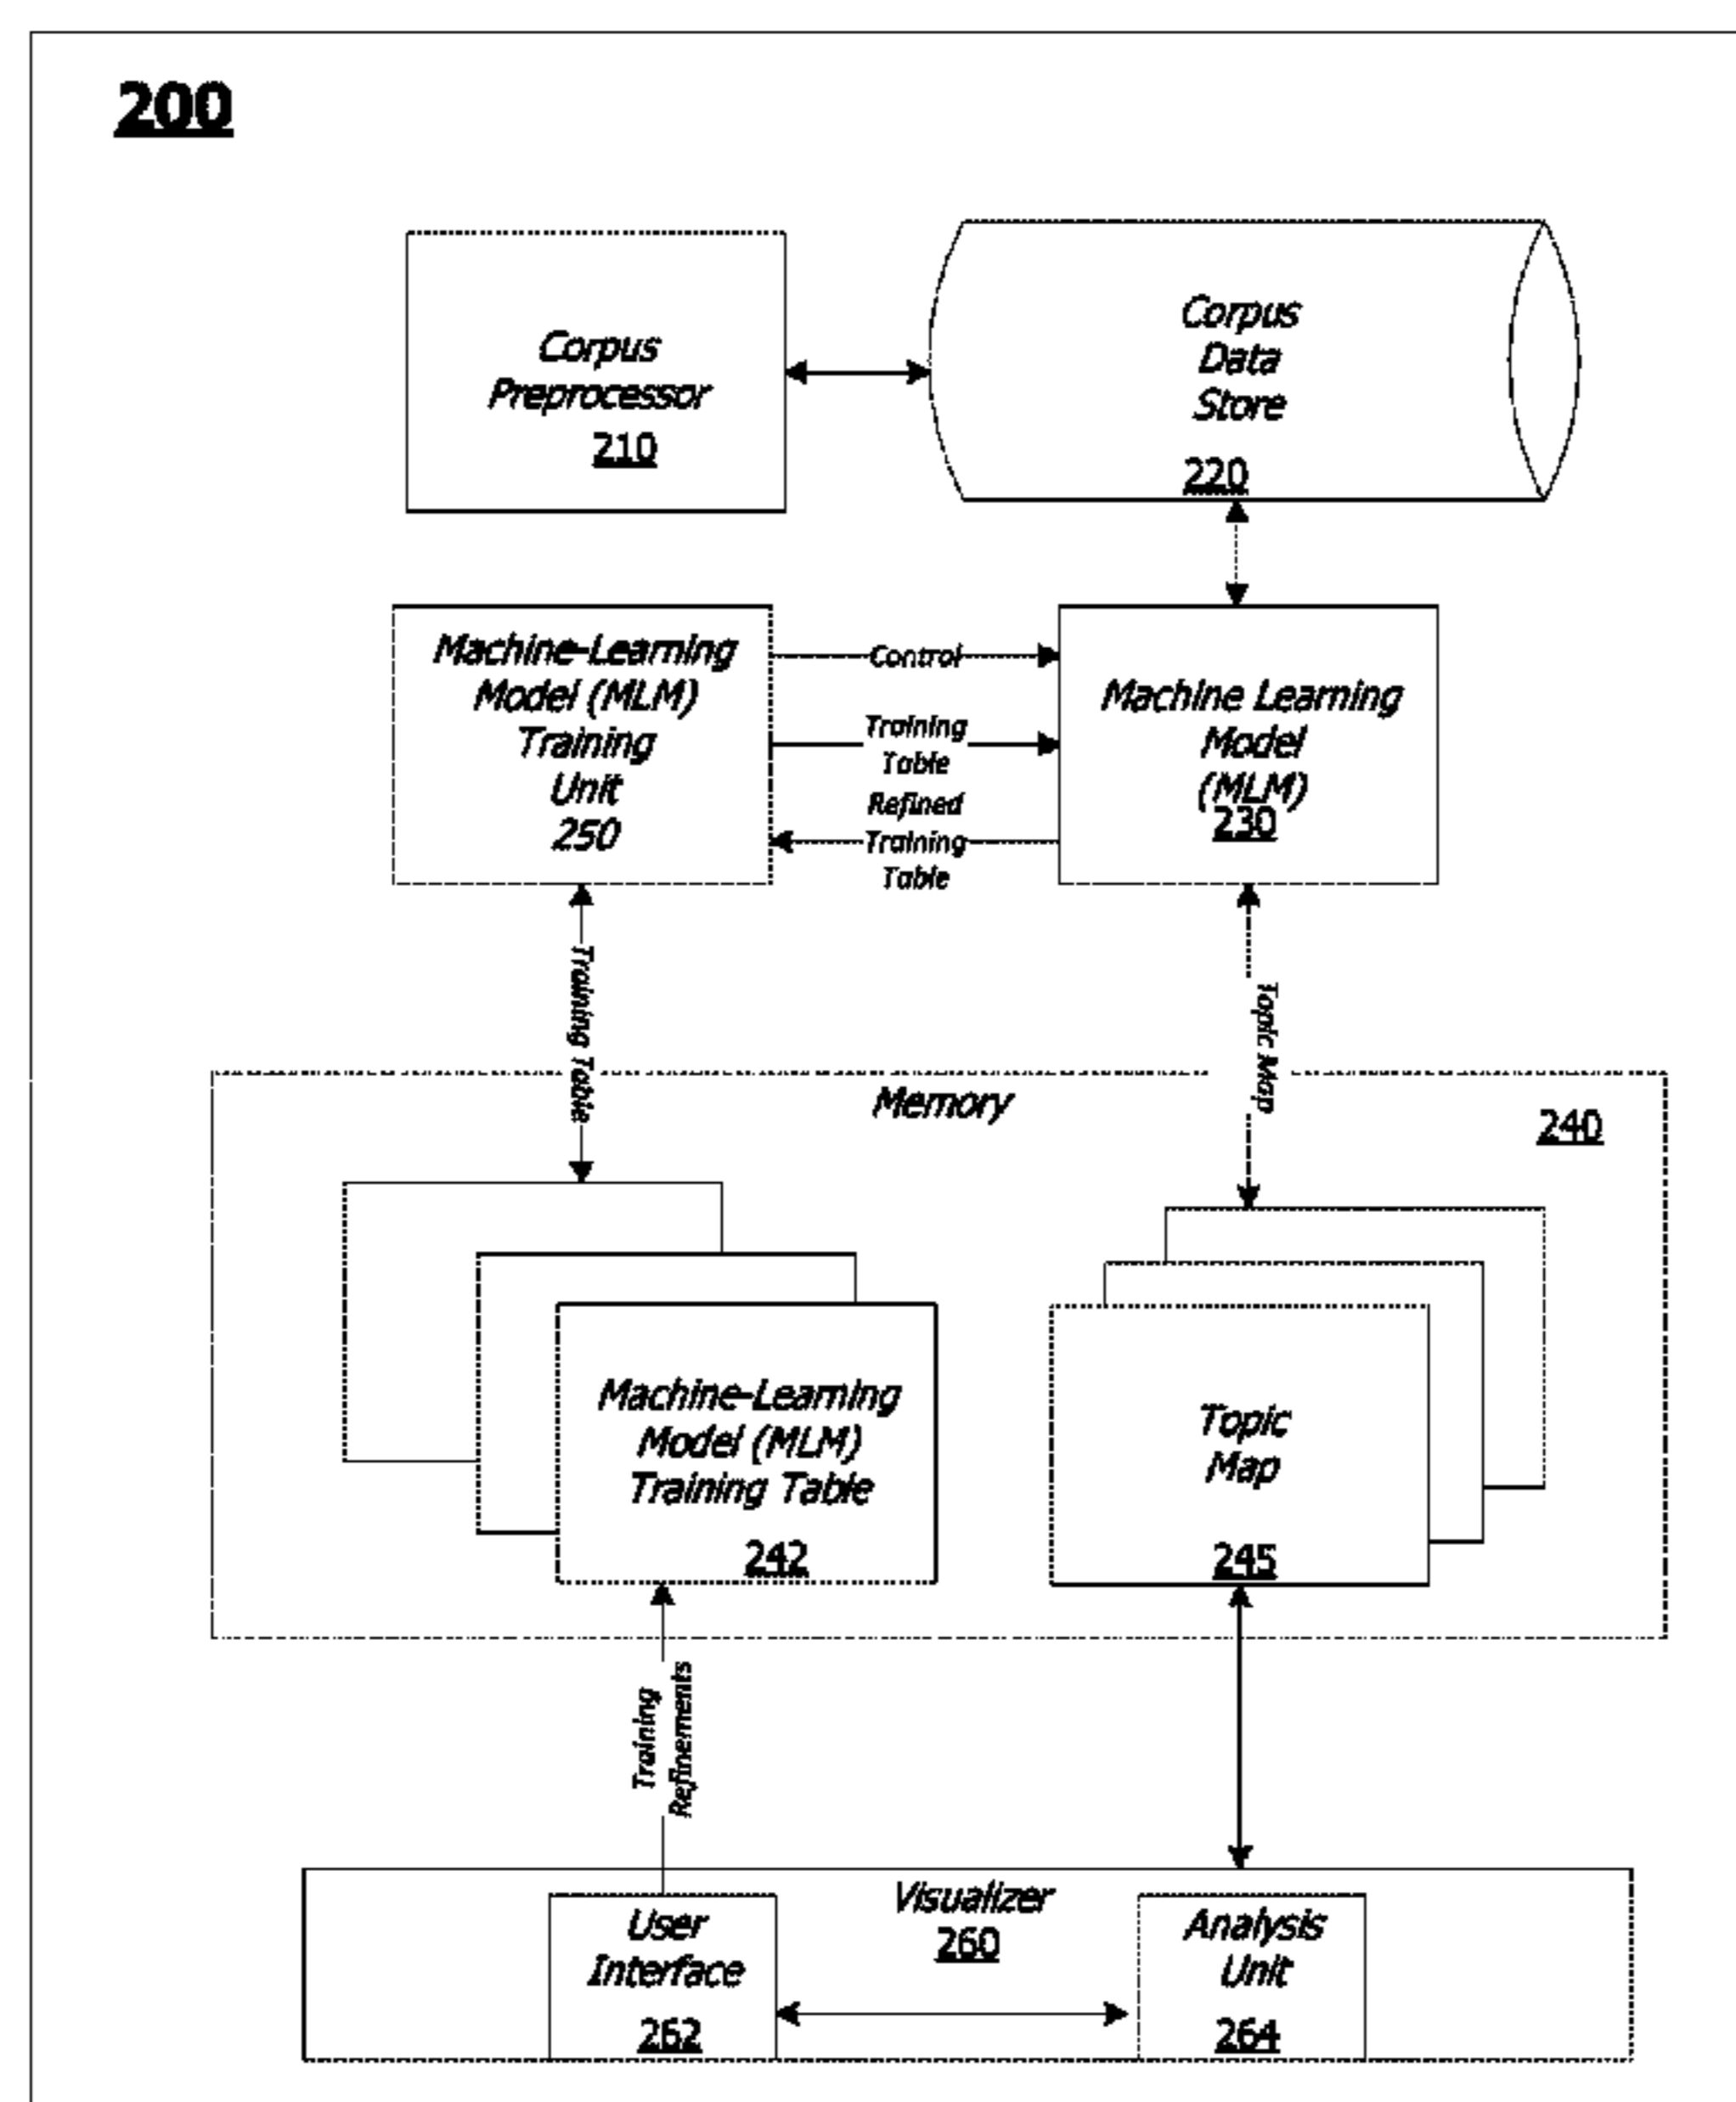 200
Corpus
Preprocessor
210
Corpus
Data
Store
220
Machine-Learning
Model (MLM)
Training
Unit
250
Control
Training
Table
Refined
Training
Table
Machine Learning
Model
(MLM)
230
Training Table
Topic Map
Memory
240
Machine-Learning
Model (MLM)
Training Table
242
Topic
Map
245
Training
Refinements
Visualizer
260
User
Interface
262
Analysis
Unit
264